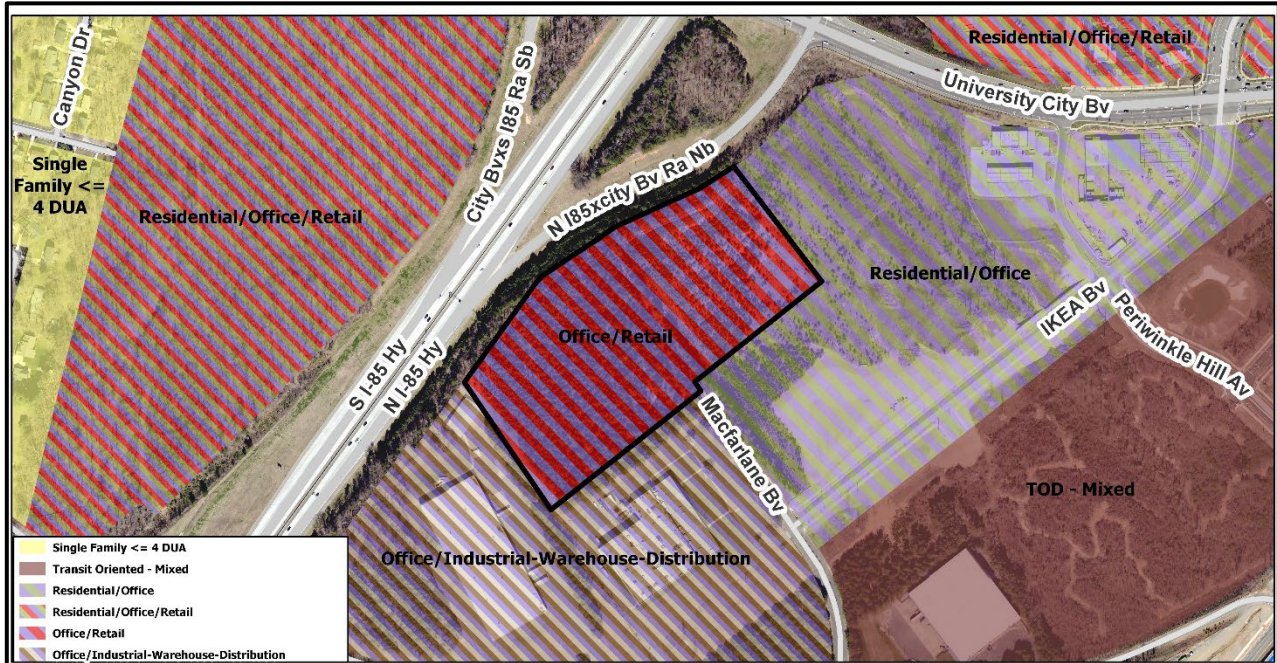 Canyon Dr
City Bvxs I85 Ra Sb
Residential/Office/Retail
University City Bv
Single
Family <=
4 DUA
Residential/Office/Retail
N I85xcity Bv Ra Nb
Residential/Office
IKEA Bv
Periwinkle Hill Av
S I-85 Hy
N I-85 Hy
Office/Retail
Macfarlane Bv
TOD - Mixed
Office/Industrial-Warehouse-Distribution
Single Family <= 4 DUA
Transit Oriented - Mixed
Residential/Office
Residential/Office/Retail
Office/Retail
Office/Industrial-Warehouse-Distribution